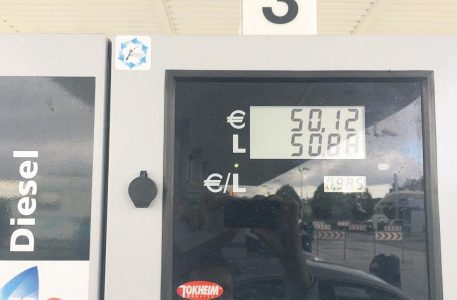 3
Diesel
€ 50,12
L 50.88
€/L 0.985
TOKHEIM